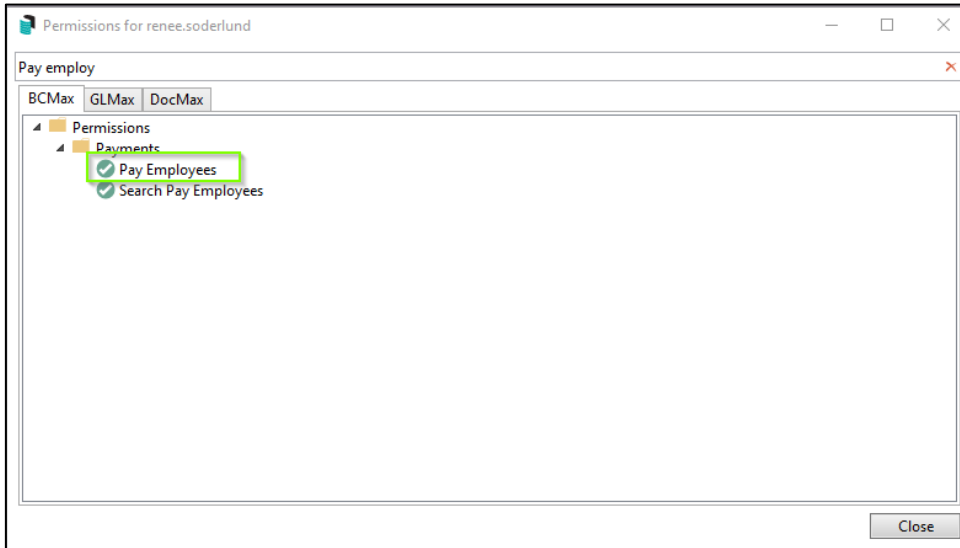 Permissions for renee.soderlund
Pay employ
BCMax GLMax DocMax
Permissions
Payments
Pay Employees
Search Pay Employees
Close